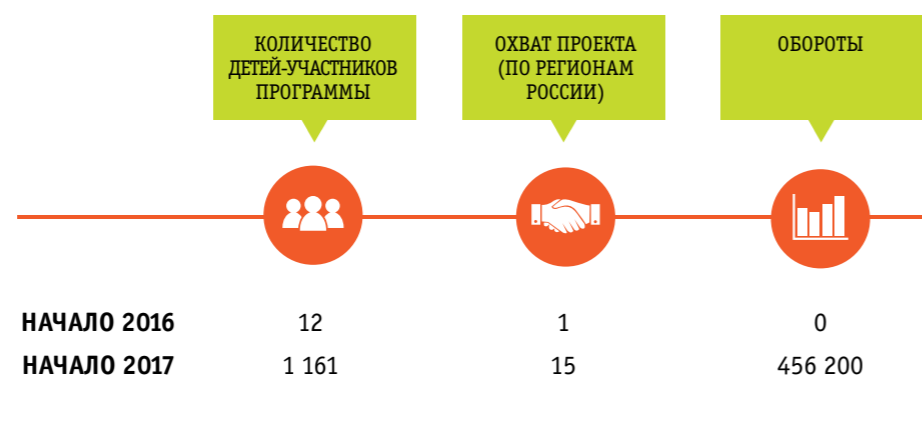 КОЛИЧЕСТВО
ДЕТЕЙ-УЧАСТНИКОВ
ПРОГРАММЫ
ОХВАТ ПРОЕКТА
(ПО РЕГИОНАМ
РОССИИ)
ОБОРОТЫ
НАЧАЛО 2016 12 1 0
НАЧАЛО 2017 1 161 15 456 200